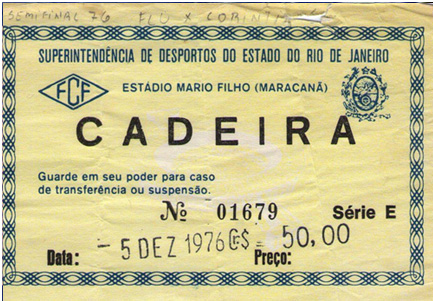 SEMIFINAL 76 FLU X CORINTIA
SUPERINTENDÊNCIA DE DESPORTOS DO ESTADO DO RIO DE JANEIRO
FCF
ESTÁDIO MARIO FILHO (MARACANÃ)
CADEIRA
Guarde em seu poder para caso
de transferência ou suspensão.
Nº 01679 Série E
Data: - 5 DEZ 1976 Preço: Cr$- 50,00